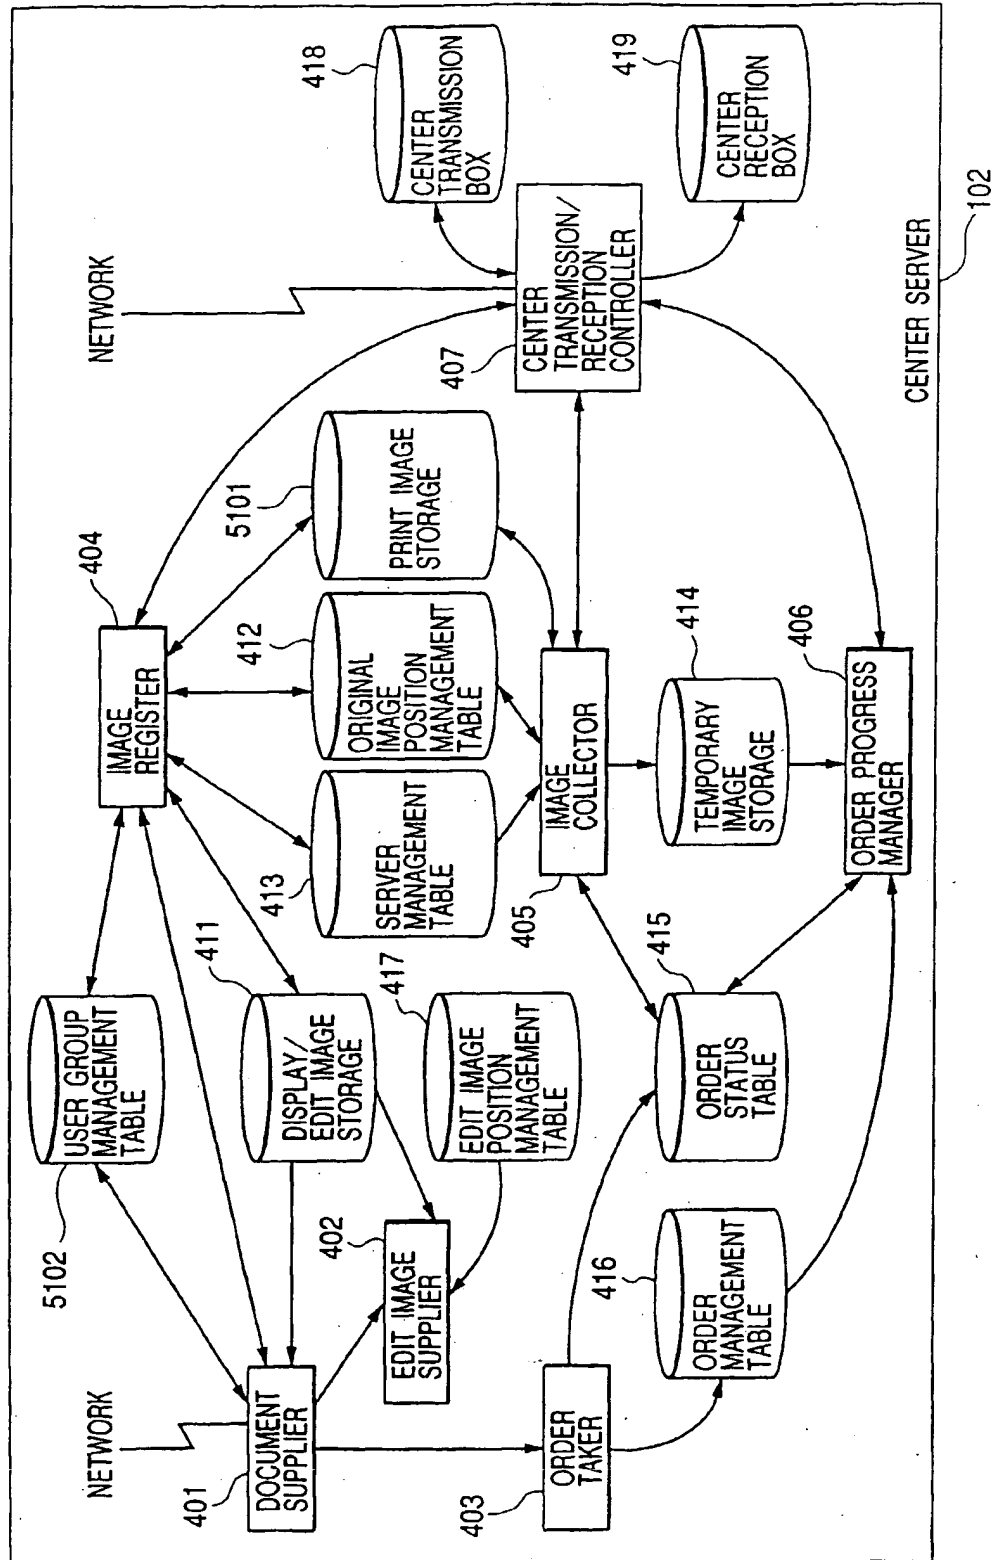 NETWORK
401
DOCUMENT
SUPPLIER
5102
USER GROUP
MANAGEMENT
TABLE
404
IMAGE
REGISTER
NETWORK
418
CENTER
TRANSMISSION
BOX
411
DISPLAY/
EDIT IMAGE
STORAGE
413
SERVER
MANAGEMENT
TABLE
412
ORIGINAL
IMAGE
POSITION
MANAGEMENT
TABLE
5101
PRINT IMAGE
STORAGE
407
CENTER
TRANSMISSION/
RECEPTION
CONTROLLER
419
CENTER
RECEPTION
BOX
402
EDIT IMAGE
SUPPLIER
417
EDIT IMAGE
POSITION
MANAGEMENT
TABLE
403
ORDER
TAKER
405
IMAGE
COLLECTOR
416
ORDER
MANAGEMENT
TABLE
415
ORDER
STATUS
TABLE
414
TEMPORARY
IMAGE
STORAGE
406
ORDER PROGRESS
MANAGER
CENTER SERVER
102